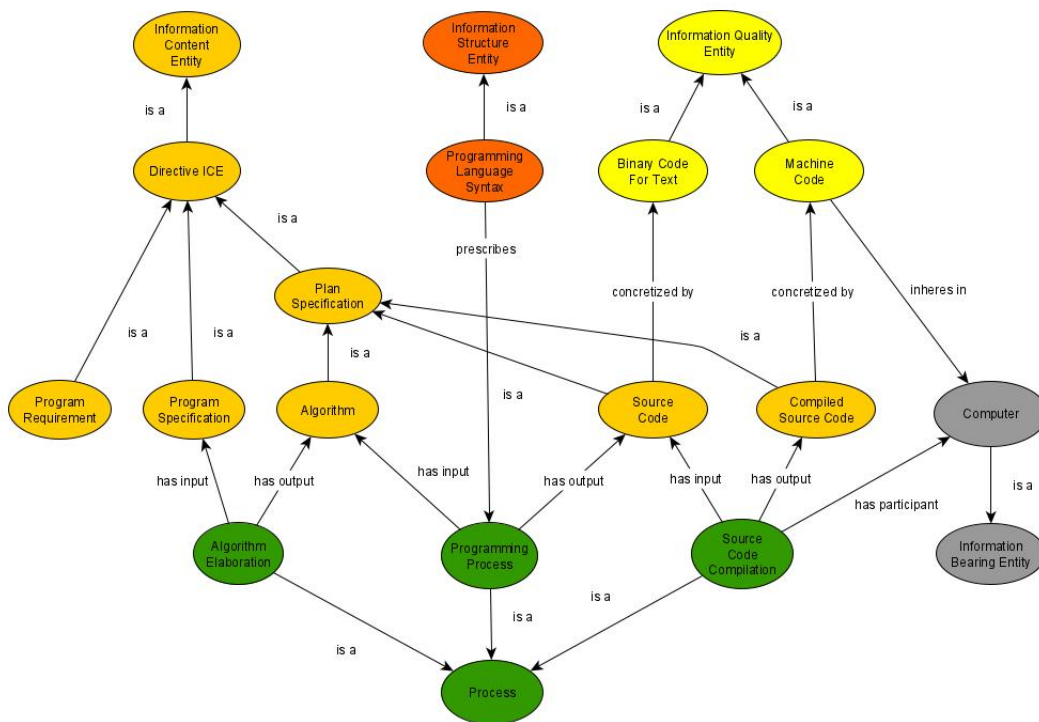 Information
Content
Entity
Information
Structure
Entity
Information Quality
Entity
is a
is a
is a
is a
Directive ICE
Programming
Language
Syntax
Binary Code
For Text
Machine
Code
is a
prescribes
Plan
Specification
concretized by
concretized by
inheres in
is a
is a
is a
is a
is a
Program
Requirement
Program
Specification
Algorithm
Source
Code
Compiled
Source Code
Computer
has input
has output
has input
has output
has input
has output
has participant
is a
Algorithm
Elaboration
Programming
Process
Source
Code
Compilation
Information
Bearing Entity
is a
is a
is a
Process